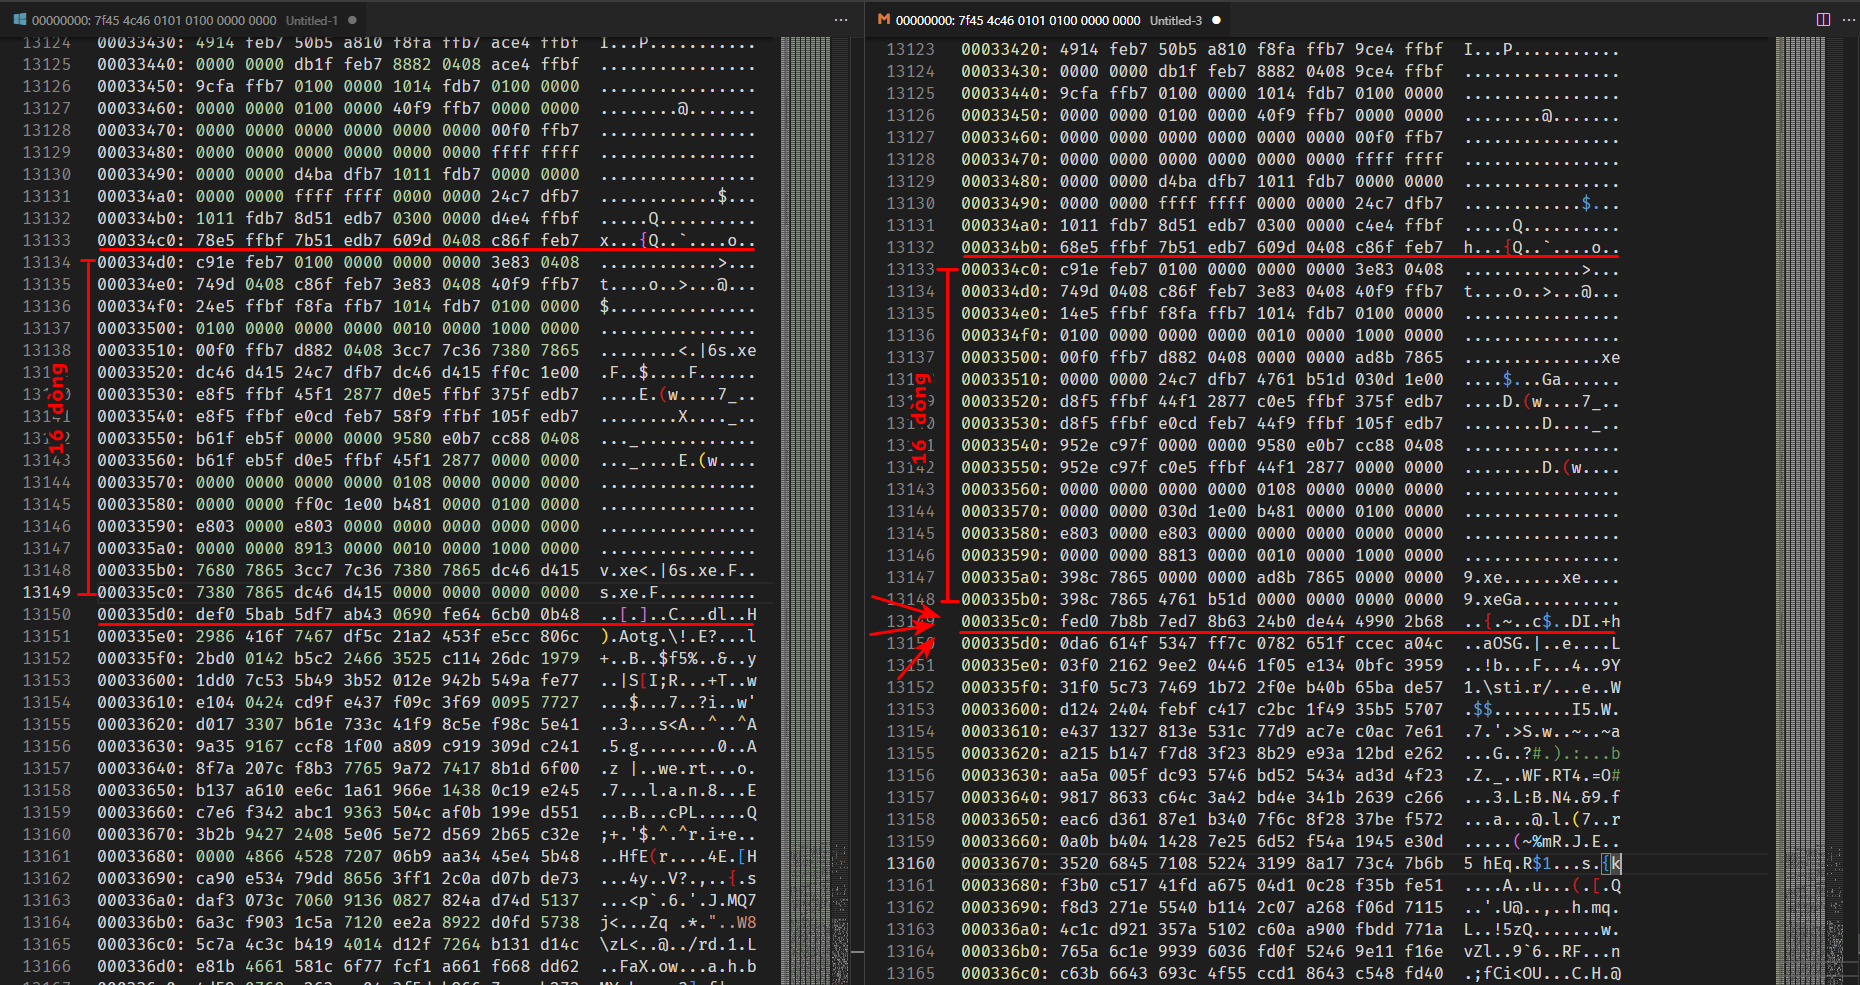 00000000: 7f45 4c46 0101 0100 0000 0000 Untitled-1 ● ···
13124 00033430: 4914 feb7 50b5 a810 f8fa ffb7 ace4 ffbf I...P...........
13125 00033440: 0000 0000 db1f feb7 8882 0408 ace4 ffbf ................
13126 00033450: 9cfa ffb7 0100 0000 1014 fdb7 0100 0000 ................
13127 00033460: 0000 0000 0100 0000 40f9 ffb7 0000 0000 ........@.......
13128 00033470: 0000 0000 0000 0000 0000 0000 00f0 ffb7 ................
13129 00033480: 0000 0000 0000 0000 0000 0000 ffff ffff ................
13130 00033490: 0000 0000 d4ba dfb7 1011 fdb7 0000 0000 ................
13131 000334a0: 0000 0000 ffff ffff 0000 0000 24c7 dfb7 ............$...
13132 000334b0: 1011 fdb7 8d51 edb7 0300 0000 d4e4 ffbf .....Q..........
13133 000334c0: 78e5 ffbf 7b51 edb7 609d 0408 c86f feb7 x...{Q..`....o..
13134 000334d0: c91e feb7 0100 0000 0000 0000 3e83 0408 ............>...
13135 000334e0: 749d 0408 c86f feb7 3e83 0408 40f9 ffb7 t....o..>...@...
13136 000334f0: 24e5 ffbf f8fa ffb7 1014 fdb7 0100 0000 $...............
13137 00033500: 0100 0000 0000 0000 0010 0000 1000 0000 ................
13138 00033510: 00f0 ffb7 d882 0408 3cc7 7c36 7380 7865 ........<.|6s.xe
00033520: dc46 d415 24c7 dfb7 dc46 d415 ff0c 1e00 .F..$....F......
00033530: e8f5 ffbf 45f1 2877 d0e5 ffbf 375f edb7 ....E.(w....7_..
16 dòng
00033540: e8f5 ffbf e0cd feb7 58f9 ffbf 105f edb7 ........X...._..
00033550: b61f eb5f 0000 0000 9580 e0b7 cc88 0408 ..._............
13143 00033560: b61f eb5f d0e5 ffbf 45f1 2877 0000 0000 ..._....E.(w....
13144 00033570: 0000 0000 0000 0000 0108 0000 0000 0000 ................
13145 00033580: 0000 0000 ff0c 1e00 b481 0000 0100 0000 ................
13146 00033590: e803 0000 e803 0000 0000 0000 0000 0000 ................
13147 000335a0: 0000 0000 8913 0000 0010 0000 1000 0000 ................
13148 000335b0: 7680 7865 3cc7 7c36 7380 7865 dc46 d415 v.xe<.|6s.xe.F..
13149 000335c0: 7380 7865 dc46 d415 0000 0000 0000 0000 s.xe.F..........
13150 000335d0: def0 5bab 5df7 ab43 0690 fe64 6cb0 0b48 ..[.]..C...dl..H
13151 000335e0: 2986 416f 7467 df5c 21a2 453f e5cc 806c ).Aotg.\!.E?...l
13152 000335f0: 2bd0 0142 b5c2 2466 3525 c114 26dc 1979 +..B..$f5%..&..y
13153 00033600: 1dd0 7c53 5b49 3b52 012e 942b 549a fe77 ..|S[I;R...+T..w
13154 00033610: e104 0424 cd9f e437 f09c 3f69 0095 7727 ...$...7..?i..w'
13155 00033620: d017 3307 b61e 733c 41f9 8c5e f98c 5e41 ..3...s<A..^..^A
13156 00033630: 9a35 9167 ccf8 1f00 a809 c919 309d c241 .5.g........0..A
13157 00033640: 8f7a 207c f8b3 7765 9a72 7417 8b1d 6f00 .z |..we.rt...o.
13158 00033650: b137 a610 ee6c 1a61 966e 1438 0c19 e245 .7...l.a.n.8...E
13159 00033660: c7e6 f342 abc1 9363 504c af0b 199e d551 ...B...cPL.....Q
13160 00033670: 3b2b 9427 2408 5e06 5e72 d569 2b65 c32e ;+.'$.^.^r.i+e..
13161 00033680: 0000 4866 4528 7207 06b9 aa34 45e4 5b48 ..HfE(r....4E.[H
13162 00033690: ca90 e534 79dd 8656 3ff1 2c0a d07b de73 ...4y..V?.,..{.s
13163 000336a0: daf3 073c 7060 9136 0827 824a d74d 5137 ...<p`.6.'.J.MQ7
13164 000336b0: 6a3c f903 1c5a 7120 ee2a 8922 d0fd 5738 j<...Zq .*."..W8
13165 000336c0: 5c7a 4c3c b419 4014 d12f 7264 b131 d14c \zL<..@../rd.1.L
13166 000336d0: e81b 4661 581c 6f77 fcf1 a661 f668 dd62 ..FaX.ow...a.h.b
M 00000000: 7f45 4c46 0101 0100 0000 0000 Untitled-3 ● ···
13123 00033420: 4914 feb7 50b5 a810 f8fa ffb7 9ce4 ffbf I...P...........
13124 00033430: 0000 0000 db1f feb7 8882 0408 9ce4 ffbf ................
13125 00033440: 9cfa ffb7 0100 0000 1014 fdb7 0100 0000 ................
13126 00033450: 0000 0000 0100 0000 40f9 ffb7 0000 0000 ........@.......
13127 00033460: 0000 0000 0000 0000 0000 0000 00f0 ffb7 ................
13128 00033470: 0000 0000 0000 0000 0000 0000 ffff ffff ................
13129 00033480: 0000 0000 d4ba dfb7 1011 fdb7 0000 0000 ................
13130 00033490: 0000 0000 ffff ffff 0000 0000 24c7 dfb7 ............$...
13131 000334a0: 1011 fdb7 8d51 edb7 0300 0000 c4e4 ffbf .....Q..........
13132 000334b0: 68e5 ffbf 7b51 edb7 609d 0408 c86f feb7 h...{Q..`....o..
13133 000334c0: c91e feb7 0100 0000 0000 0000 3e83 0408 ............>...
13134 000334d0: 749d 0408 c86f feb7 3e83 0408 40f9 ffb7 t....o..>...@...
13135 000334e0: 14e5 ffbf f8fa ffb7 1014 fdb7 0100 0000 ................
13136 000334f0: 0100 0000 0000 0000 0010 0000 1000 0000 ................
13137 00033500: 00f0 ffb7 d882 0408 0000 0000 ad8b 7865 ..............xe
00033510: 0000 0000 24c7 dfb7 4761 b51d 030d 1e00 ....$...Ga......
00033520: d8f5 ffbf 44f1 2877 c0e5 ffbf 375f edb7 ....D.(w....7_..
16 dòng
00033530: d8f5 ffbf e0cd feb7 44f9 ffbf 105f edb7 ........D...._..
00033540: 952e c97f 0000 0000 9580 e0b7 cc88 0408 ................
13142 00033550: 952e c97f c0e5 ffbf 44f1 2877 0000 0000 ........D.(w....
13143 00033560: 0000 0000 0000 0000 0108 0000 0000 0000 ................
13144 00033570: 0000 0000 030d 1e00 b481 0000 0100 0000 ................
13145 00033580: e803 0000 e803 0000 0000 0000 0000 0000 ................
13146 00033590: 0000 0000 8813 0000 0010 0000 1000 0000 ................
13147 000335a0: 398c 7865 0000 0000 ad8b 7865 0000 0000 9.xe......xe....
13148 000335b0: 398c 7865 4761 b51d 0000 0000 0000 0000 9.xeGa..........
000335c0: fed0 7b8b 7ed7 8b63 24b0 de44 4990 2b68 ..{.~..c$..DI.+h
13150 000335d0: 0da6 614f 5347 ff7c 0782 651f ccec a04c ..aOSG.|..e....L
13151 000335e0: 03f0 2162 9ee2 0446 1f05 e134 0bfc 3959 ..!b...F...4..9Y
13152 000335f0: 31f0 5c73 7469 1b72 2f0e b40b 65ba de57 1.\sti.r/...e..W
13153 00033600: d124 2404 febf c417 c2bc 1f49 35b5 5707 .$$........I5.W.
13154 00033610: e437 1327 813e 531c 77d9 ac7e c0ac 7e61 .7.'.>S.w..~..~a
13155 00033620: a215 b147 f7d8 3f23 8b29 e93a 12bd e262 ...G..?#.).:...b
13156 00033630: aa5a 005f dc93 5746 bd52 5434 ad3d 4f23 .Z._..WF.RT4.=O#
13157 00033640: 9817 8633 c64c 3a42 bd4e 341b 2639 c266 ...3.L:B.N4.&9.f
13158 00033650: eac6 d361 87e1 b340 7f6c 8f28 37be f572 ...a...@.l.(7..r
13159 00033660: 0a0b b404 1428 7e25 6d52 f54a 1945 e30d .....(~%mR.J.E..
13160 00033670: 3520 6845 7108 5224 3199 8a17 73c4 7b6b 5 hEq.R$1...s.{k
13161 00033680: f3b0 c517 41fd a675 04d1 0c28 f35b fe51 ....A..u...(.[.Q
13162 00033690: f8d3 271e 5540 b114 2c07 a268 f06d 7115 ..'.U@..,..h.mq.
13163 000336a0: 4c1c d921 357a 5102 c60a a900 fbdd 771a L..!5zQ.......w.
13164 000336b0: 765a 6c1e 9939 6036 fd0f 5246 9e11 f16e vZl..9`6..RF...n
13165 000336c0: c63b 6643 693c 4f55 ccd1 8643 c548 fd40 .;fCi<OU...C.H.@